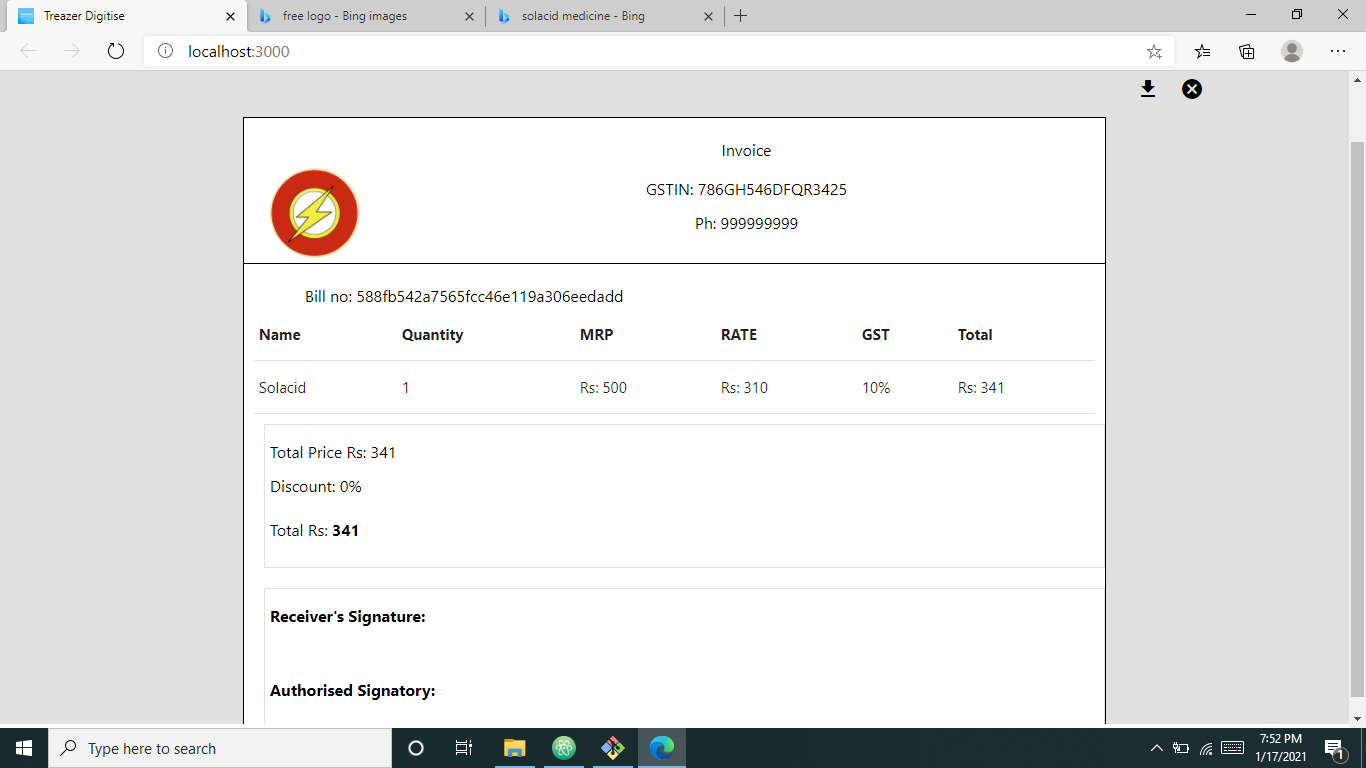 Treazer Digitise
free logo - Bing images
solacid medicine - Bing
localhost:3000
Invoice
GSTIN: 786GH546DFQR3425
Ph: 999999999
Bill no: 588fb542a7565fcc46e119a306eedadd
Name Quantity MRP RATE GST Total
Solacid 1 Rs: 500 Rs: 310 10% Rs: 341
Total Price Rs: 341
Discount: 0%
Total Rs: 341
Receiver's Signature:
Authorised Signatory:
Type here to search
7:52 PM
1/17/2021
1